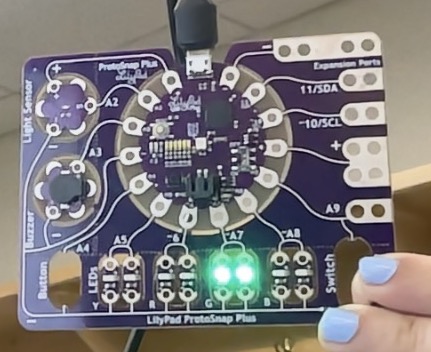 ProtoSnap Plus
LilyPad
Expansion Ports
Light Sensor
A2
11/SDA
~10/SCL
A3
+
Buzzer
A9
A4
Button
LEDs
A5
~6
~A7
~A8
Switch
Y
R
G
B
LilyPad ProtoSnap Plus